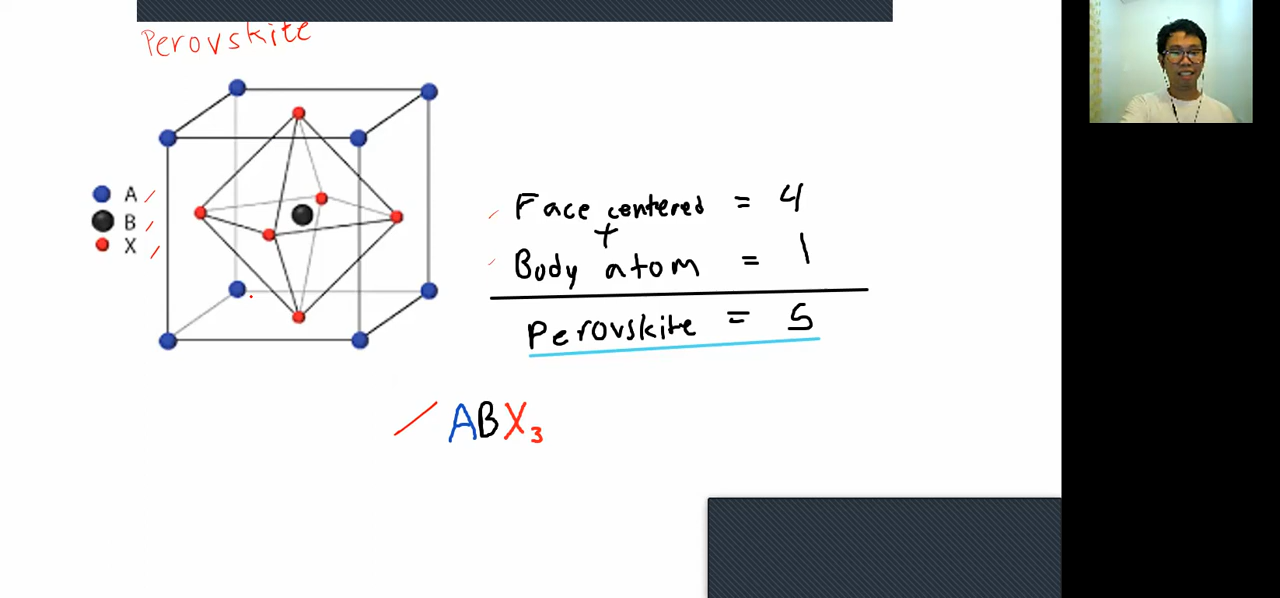 Perovskite
A
B
X
Face centered = 4
+
Body atom = 1
Perovskite = 5
ABX3